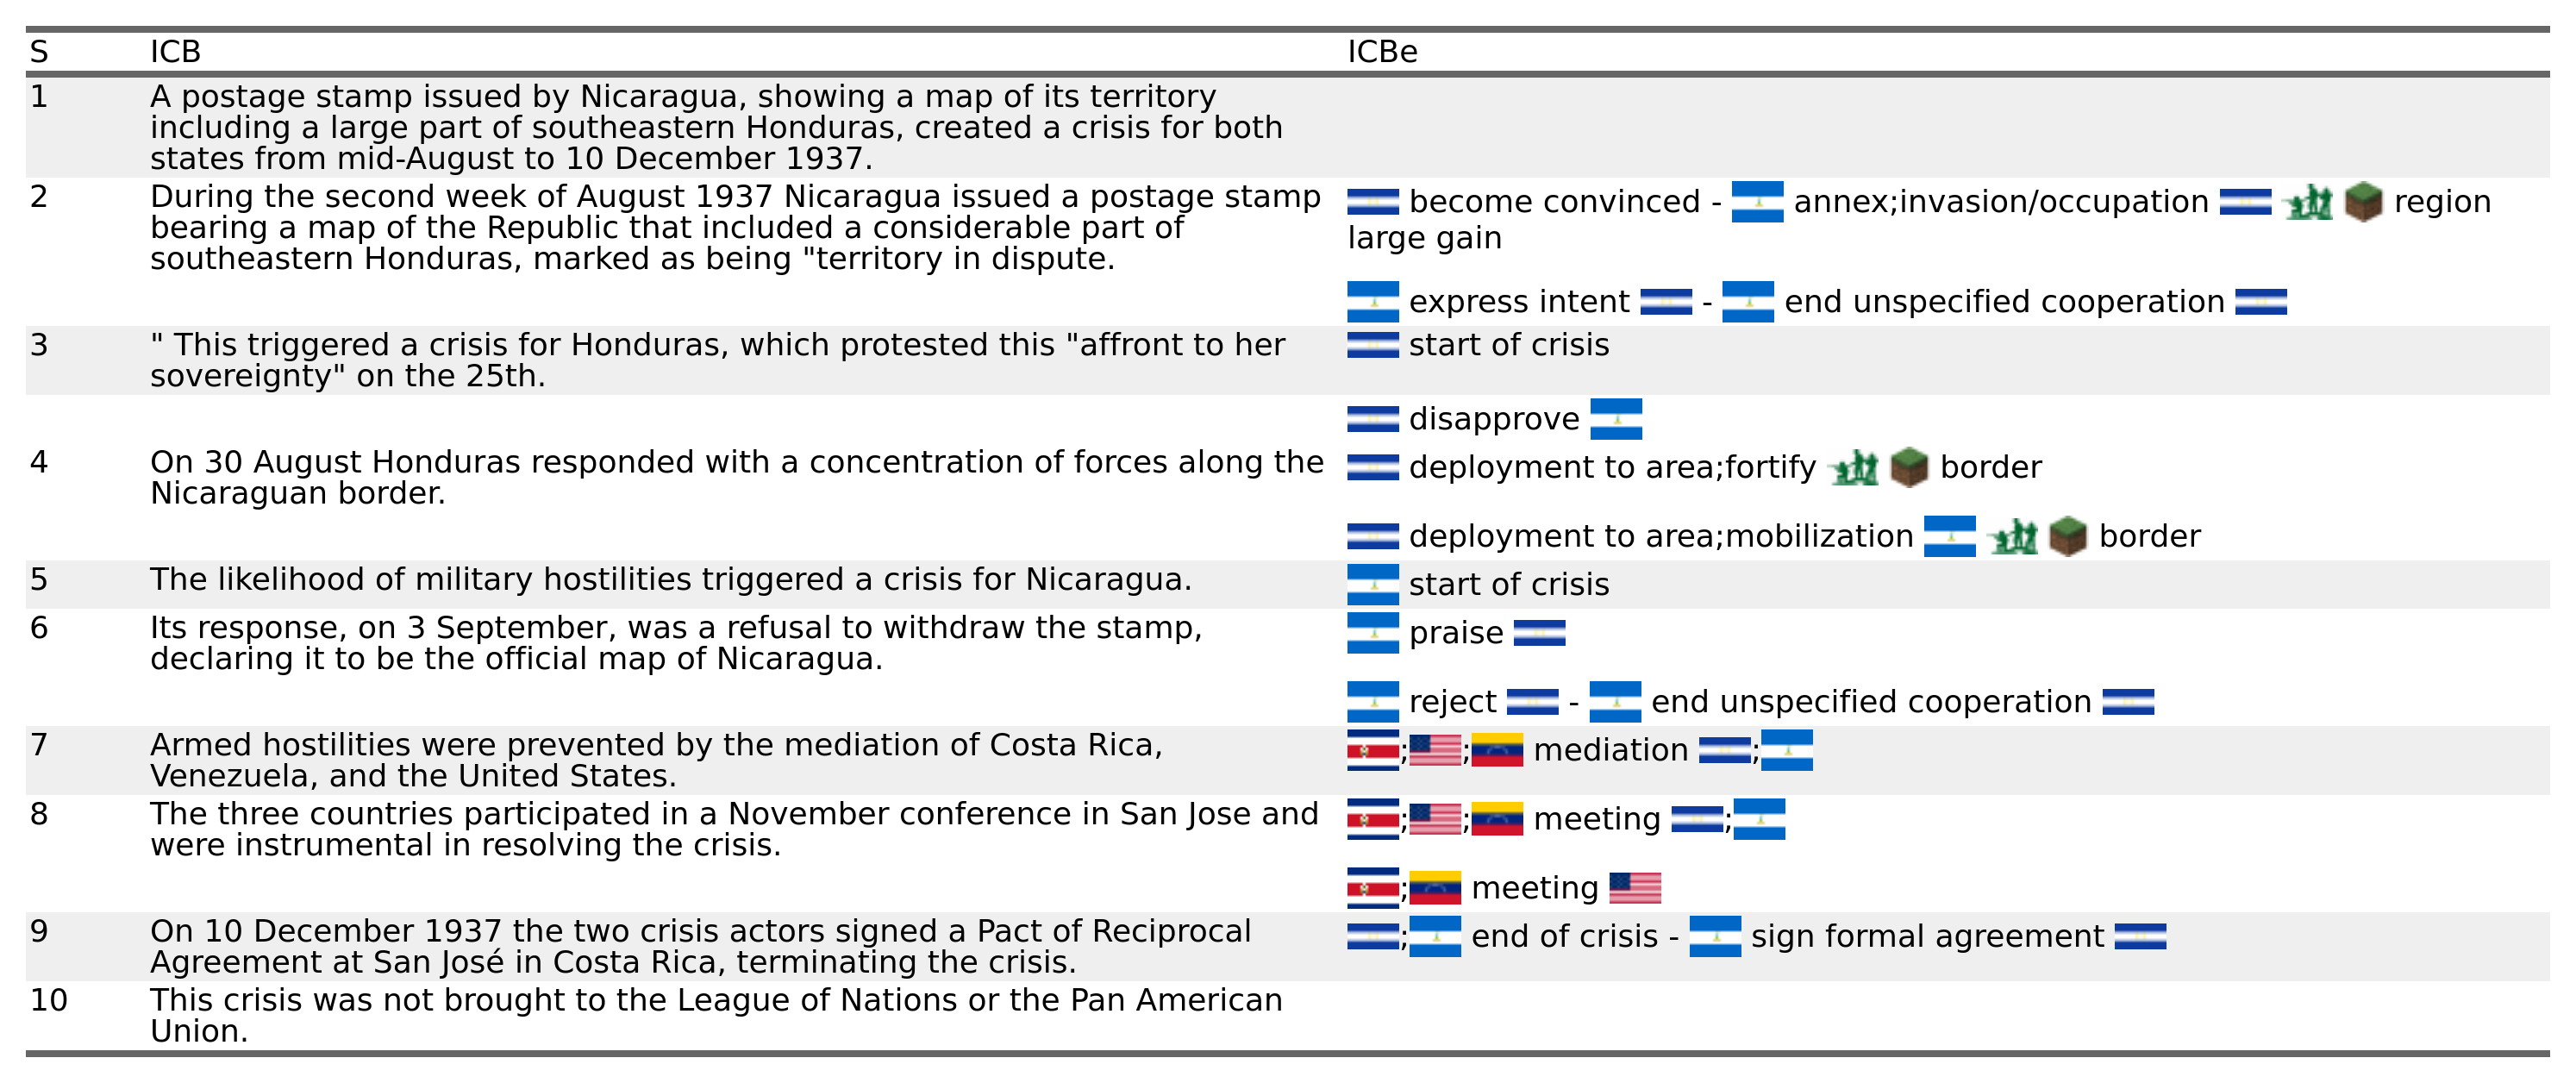 S ICB ICBe
1 A postage stamp issued by Nicaragua, showing a map of its territory
including a large part of southeastern Honduras, created a crisis for both
states from mid-August to 10 December 1937.
2 During the second week of August 1937 Nicaragua issued a postage stamp
bearing a map of the Republic that included a considerable part of
southeastern Honduras, marked as being "territory in dispute.
become convinced - annex;invasion/occupation region
large gain
express intent - end unspecified cooperation
3 " This triggered a crisis for Honduras, which protested this "affront to her
sovereignty" on the 25th.
start of crisis
disapprove
4 On 30 August Honduras responded with a concentration of forces along the
Nicaraguan border.
deployment to area;fortify border
deployment to area;mobilization border
5 The likelihood of military hostilities triggered a crisis for Nicaragua.
start of crisis
6 Its response, on 3 September, was a refusal to withdraw the stamp,
declaring it to be the official map of Nicaragua.
praise
reject - end unspecified cooperation
7 Armed hostilities were prevented by the mediation of Costa Rica,
Venezuela, and the United States.
; ; mediation ;
8 The three countries participated in a November conference in San Jose and
were instrumental in resolving the crisis.
; ; meeting ;
; meeting
9 On 10 December 1937 the two crisis actors signed a Pact of Reciprocal
Agreement at San José in Costa Rica, terminating the crisis.
; end of crisis - sign formal agreement
10 This crisis was not brought to the League of Nations or the Pan American
Union.